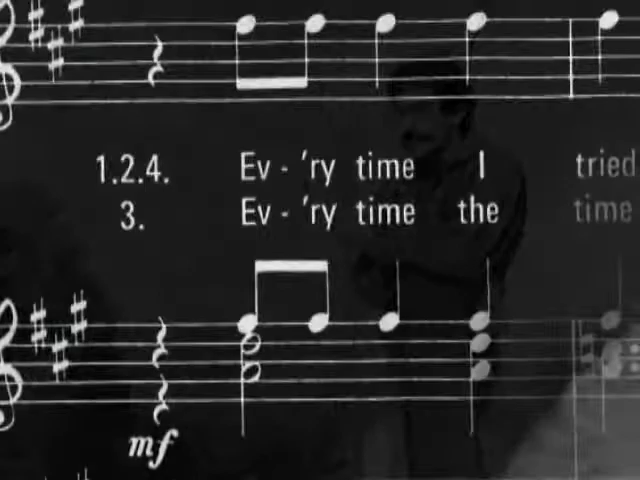 1.2.4. Ev - 'ry time I tried
3. Ev - 'ry time the time
mf